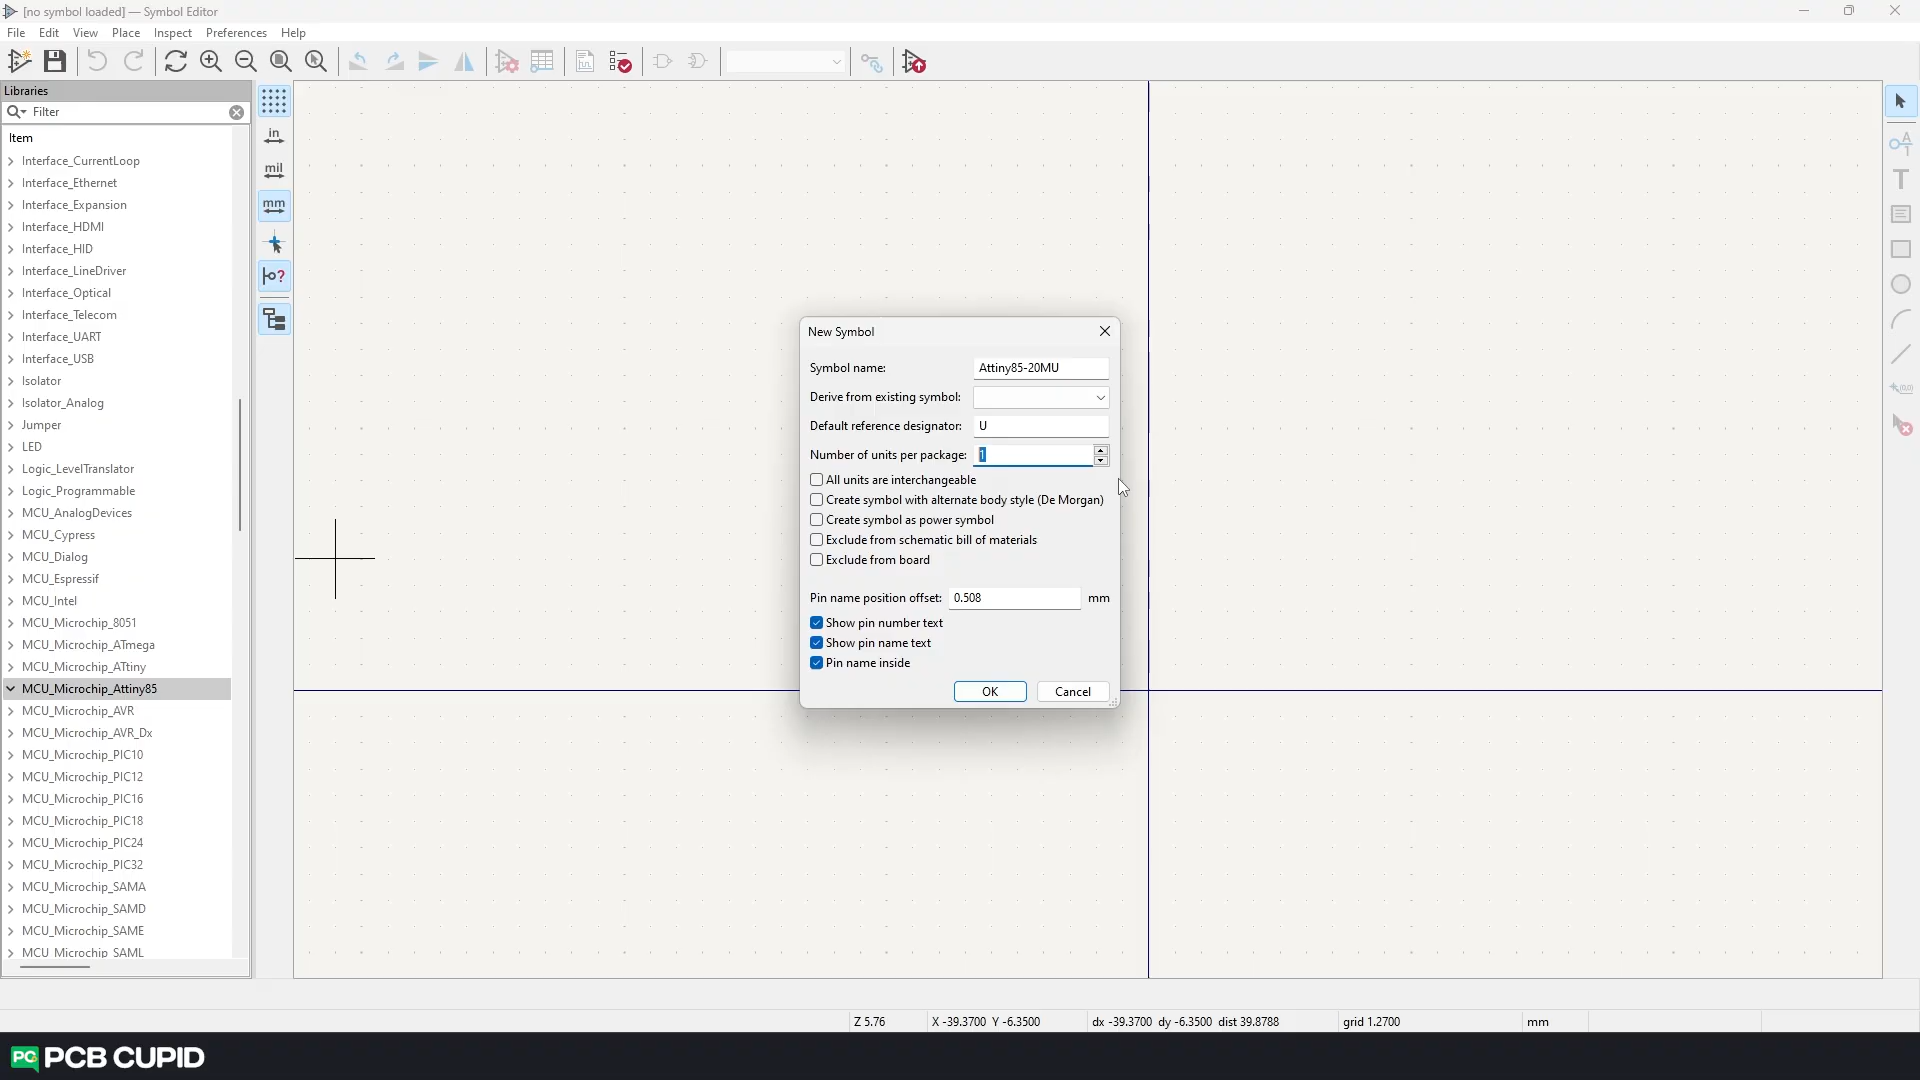 [no symbol loaded] — Symbol Editor
File Edit View Place Inspect Preferences Help
Libraries
Filter
Item
Interface_CurrentLoop
Interface_Ethernet
Interface_Expansion
Interface_HDMI
Interface_HID
Interface_LineDriver
Interface_Optical
Interface_Telecom
Interface_UART
Interface_USB
Isolator
Isolator_Analog
Jumper
LED
Logic_LevelTranslator
Logic_Programmable
MCU_AnalogDevices
MCU_Cypress
MCU_Dialog
MCU_Espressif
MCU_Intel
MCU_Microchip_8051
MCU_Microchip_ATmega
MCU_Microchip_ATtiny
MCU_Microchip_Attiny85
MCU_Microchip_AVR
MCU_Microchip_AVR_Dx
MCU_Microchip_PIC10
MCU_Microchip_PIC12
MCU_Microchip_PIC16
MCU_Microchip_PIC18
MCU_Microchip_PIC24
MCU_Microchip_PIC32
MCU_Microchip_SAMA
MCU_Microchip_SAMD
MCU_Microchip_SAME
MCU_Microchip_SAML
in
mil
mm
New Symbol
Symbol name: Attiny85-20MU
Derive from existing symbol:
Default reference designator: U
Number of units per package: 1
All units are interchangeable
Create symbol with alternate body style (De Morgan)
Create symbol as power symbol
Exclude from schematic bill of materials
Exclude from board
Pin name position offset: 0.508 mm
Show pin number text
Show pin name text
Pin name inside
OK Cancel
A
T
(0,0)
Z 5.76 X -39.3700 Y -6.3500 dx -39.3700 dy -6.3500 dist 39.8788 grid 1.2700 mm
PCB CUPID